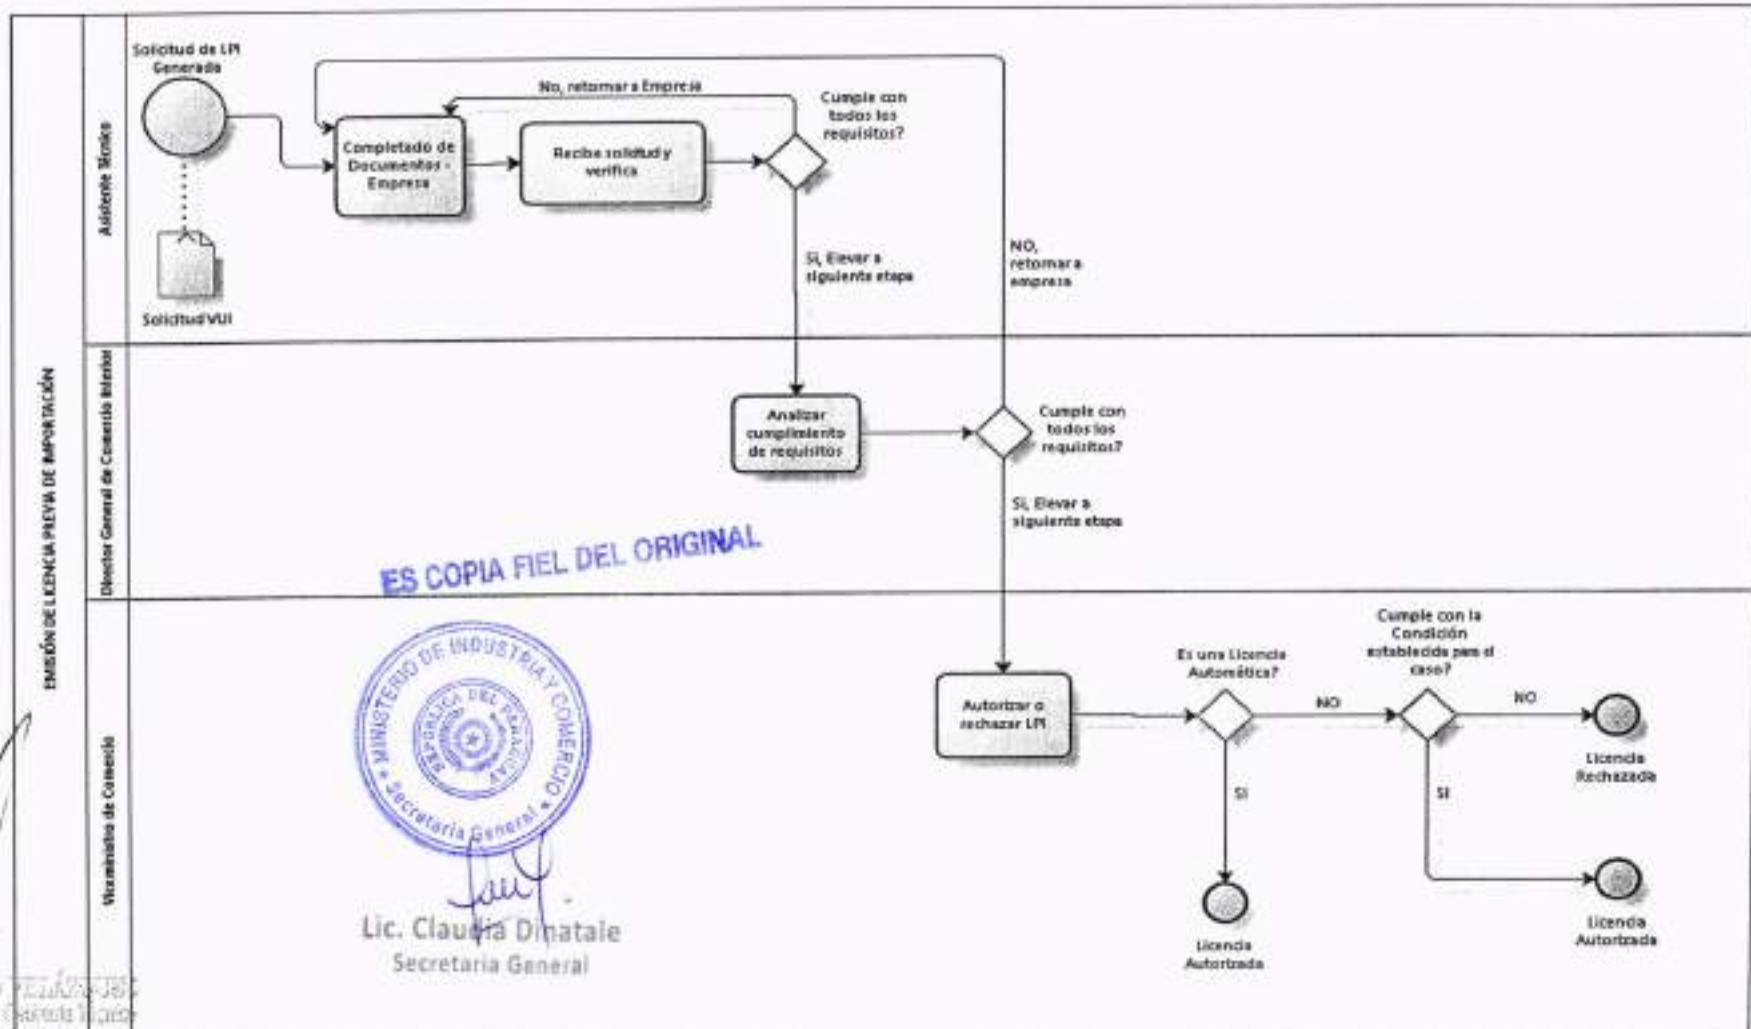 EMISIÓN DE LICENCIA PREVIA DE IMPORTACIÓN
Asistente Técnico
Solicitud de LPI
Generada
Solicitud VUI
Completado de
Documentos -
Empresa
Recibe solicitud y
verifica
No, retornar a Empresa
Cumple con
todos los
requisitos?
Si, Elevar a
siguiente etapa
NO,
retornar a
empresa
Director General de Comercio Interior
Analizar
cumplimiento
de requisitos
Cumple con
todos los
requisitos?
Si, Elevar a
siguiente etapa
ES COPIA FIEL DEL ORIGINAL
Viceministro de Comercio
Autorizar o
rechazar LPI
Es una Licencia
Automática?
NO
SI
Licencia
Autorizada
Cumple con la
Condición
establecida para el
caso?
NO
Licencia
Rechazada
SI
Licencia
Autorizada
MINISTERIO DE INDUSTRIA Y COMERCIO
Secretaria General
REPÚBLICA DEL PARAGUAY
Lic. Claudia Dinatale
Secretaria General